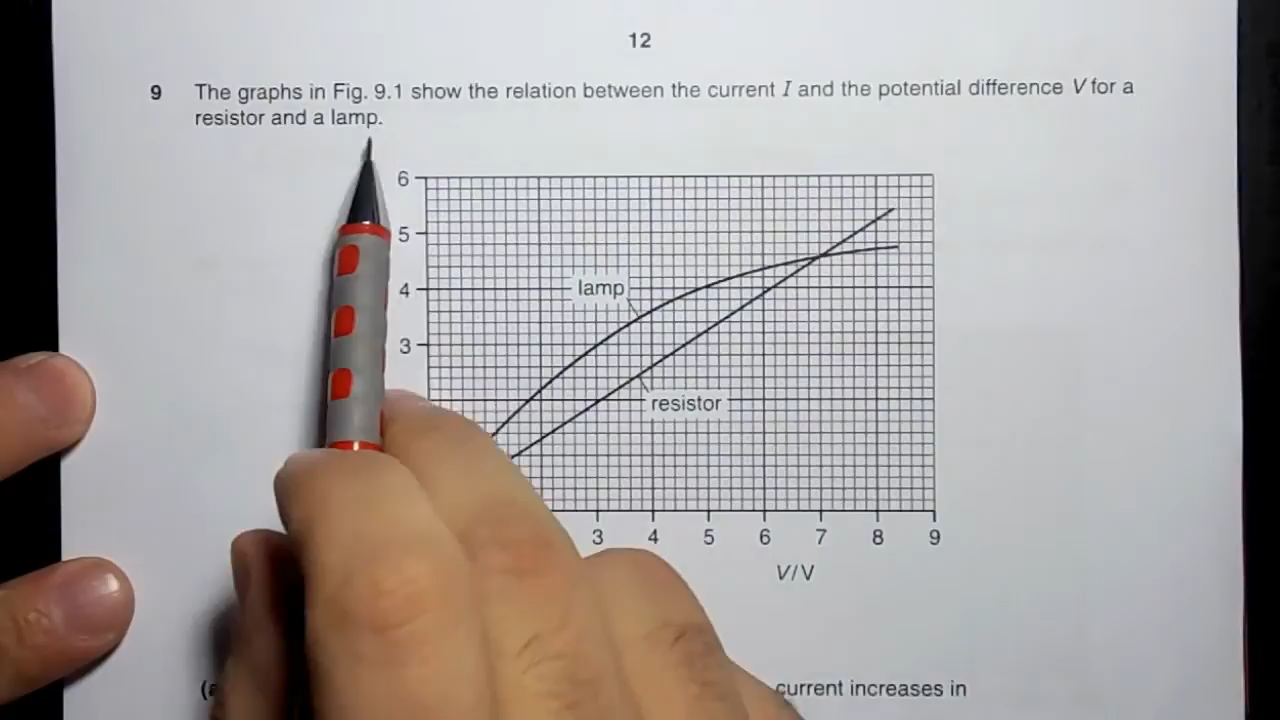 12
9 The graphs in Fig. 9.1 show the relation between the current I and the potential difference V for a
resistor and a lamp.
6
5
4
3
lamp
resistor
3 4 5 6 7 8 9
V/V
current increases in